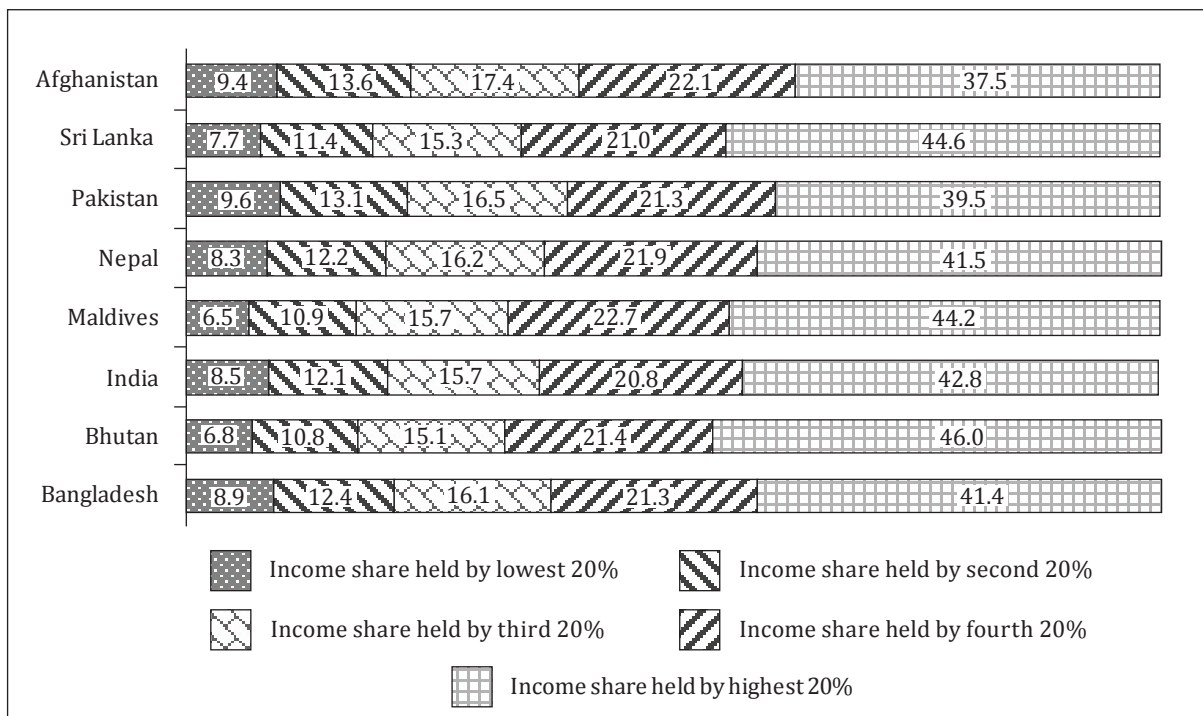 Afghanistan 9.4 13.6 17.4 22.1 37.5
Sri Lanka 7.7 11.4 15.3 21.0 44.6
Pakistan 9.6 13.1 16.5 21.3 39.5
Nepal 8.3 12.2 16.2 21.9 41.5
Maldives 6.5 10.9 15.7 22.7 44.2
India 8.5 12.1 15.7 20.8 42.8
Bhutan 6.8 10.8 15.1 21.4 46.0
Bangladesh 8.9 12.4 16.1 21.3 41.4
Income share held by lowest 20% Income share held by second 20%
Income share held by third 20% Income share held by fourth 20%
Income share held by highest 20%